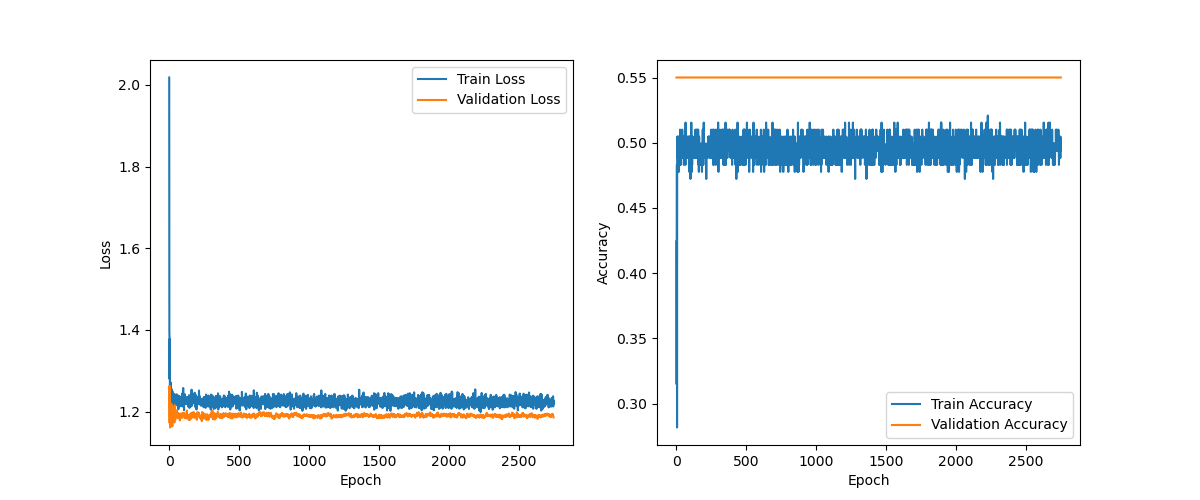 2.0
1.8
1.6
1.4
1.2
Loss
0 500 1000 1500 2000 2500
Epoch
Train Loss
Validation Loss
0.55
0.50
0.45
0.40
0.35
0.30
Accuracy
0 500 1000 1500 2000 2500
Epoch
Train Accuracy
Validation Accuracy